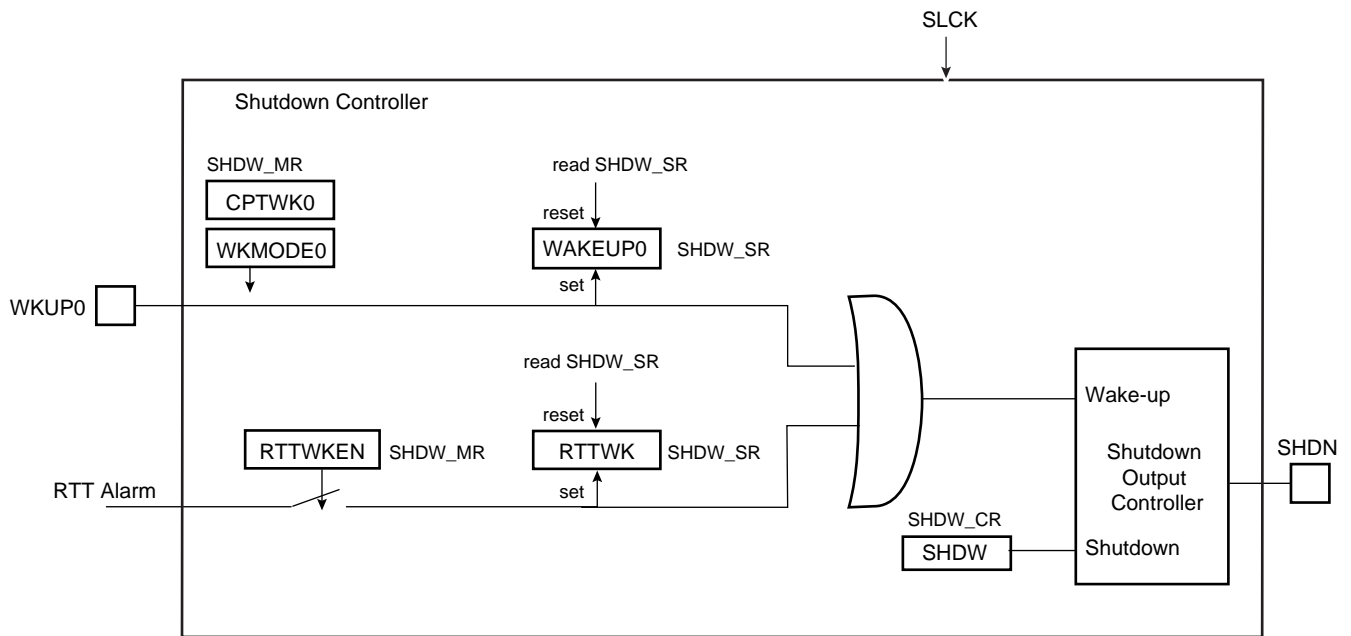 SLCK
Shutdown Controller
SHDW_MR
CPTWK0
WKMODE0
read SHDW_SR
reset
WAKEUP0
SHDW_SR
set
WKUP0
read SHDW_SR
reset
RTTWKEN
SHDW_MR
RTTWK
SHDW_SR
set
RTT Alarm
Wake-up
Shutdown
Output
Controller
SHDN
SHDW_CR
SHDW
Shutdown